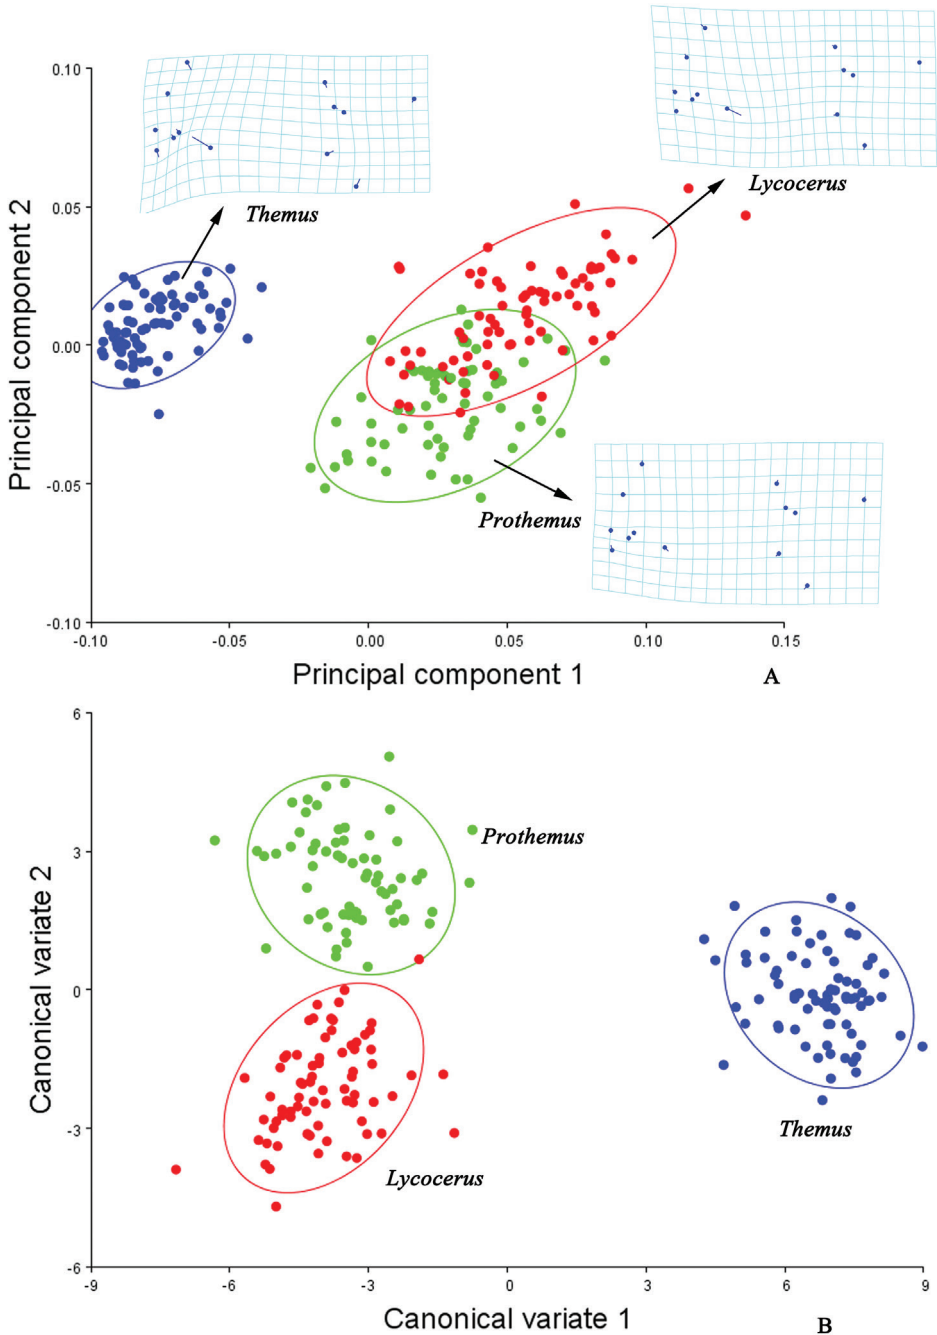 0.10
Lycocerus
Themus
0.05
Principal component 2
0.00
-0.05
Prothemus
-0.10
-0.10 -0.05 0.00 0.05 0.10 0.15
Principal component 1 A
6
Prothemus
3
Canonical variate 2
0
Themus
-3
Lycocerus
-6
-9 -6 -3 0 3 6 9
Canonical variate 1 B